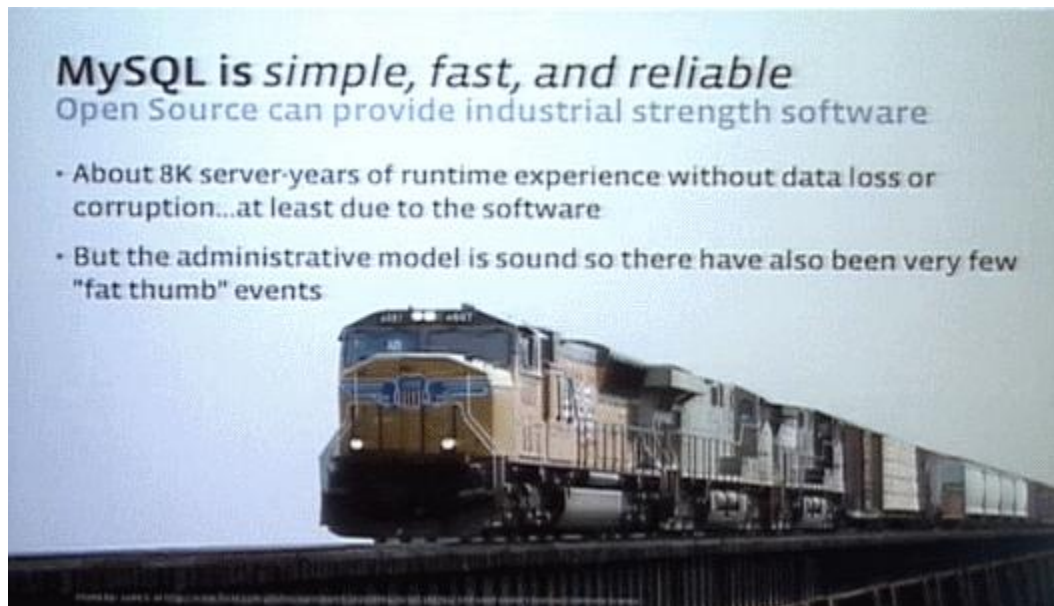 MySQL is simple, fast, and reliable
Open Source can provide industrial strength software
• About 8K server-years of runtime experience without data loss or
corruption...at least due to the software
• But the administrative model is sound so there have also been very few
"fat thumb" events